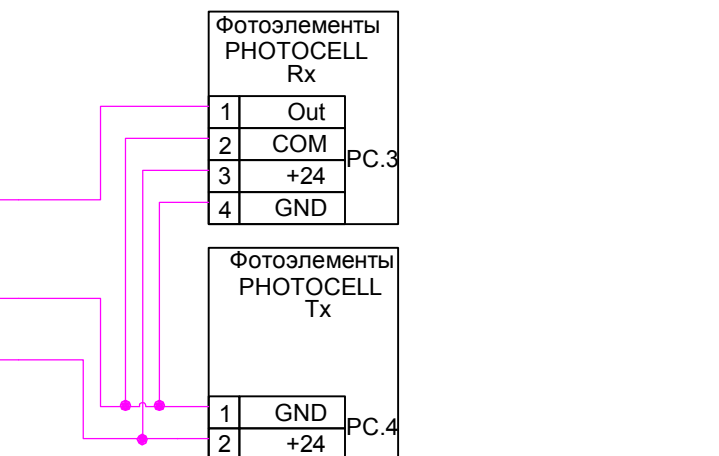 Фотоэлементы
PHOTOCELL
Rx
1 Out
2 COM
3 +24
4 GND
PC.3
Фотоэлементы
PHOTOCELL
Tx
1 GND
2 +24
PC.4